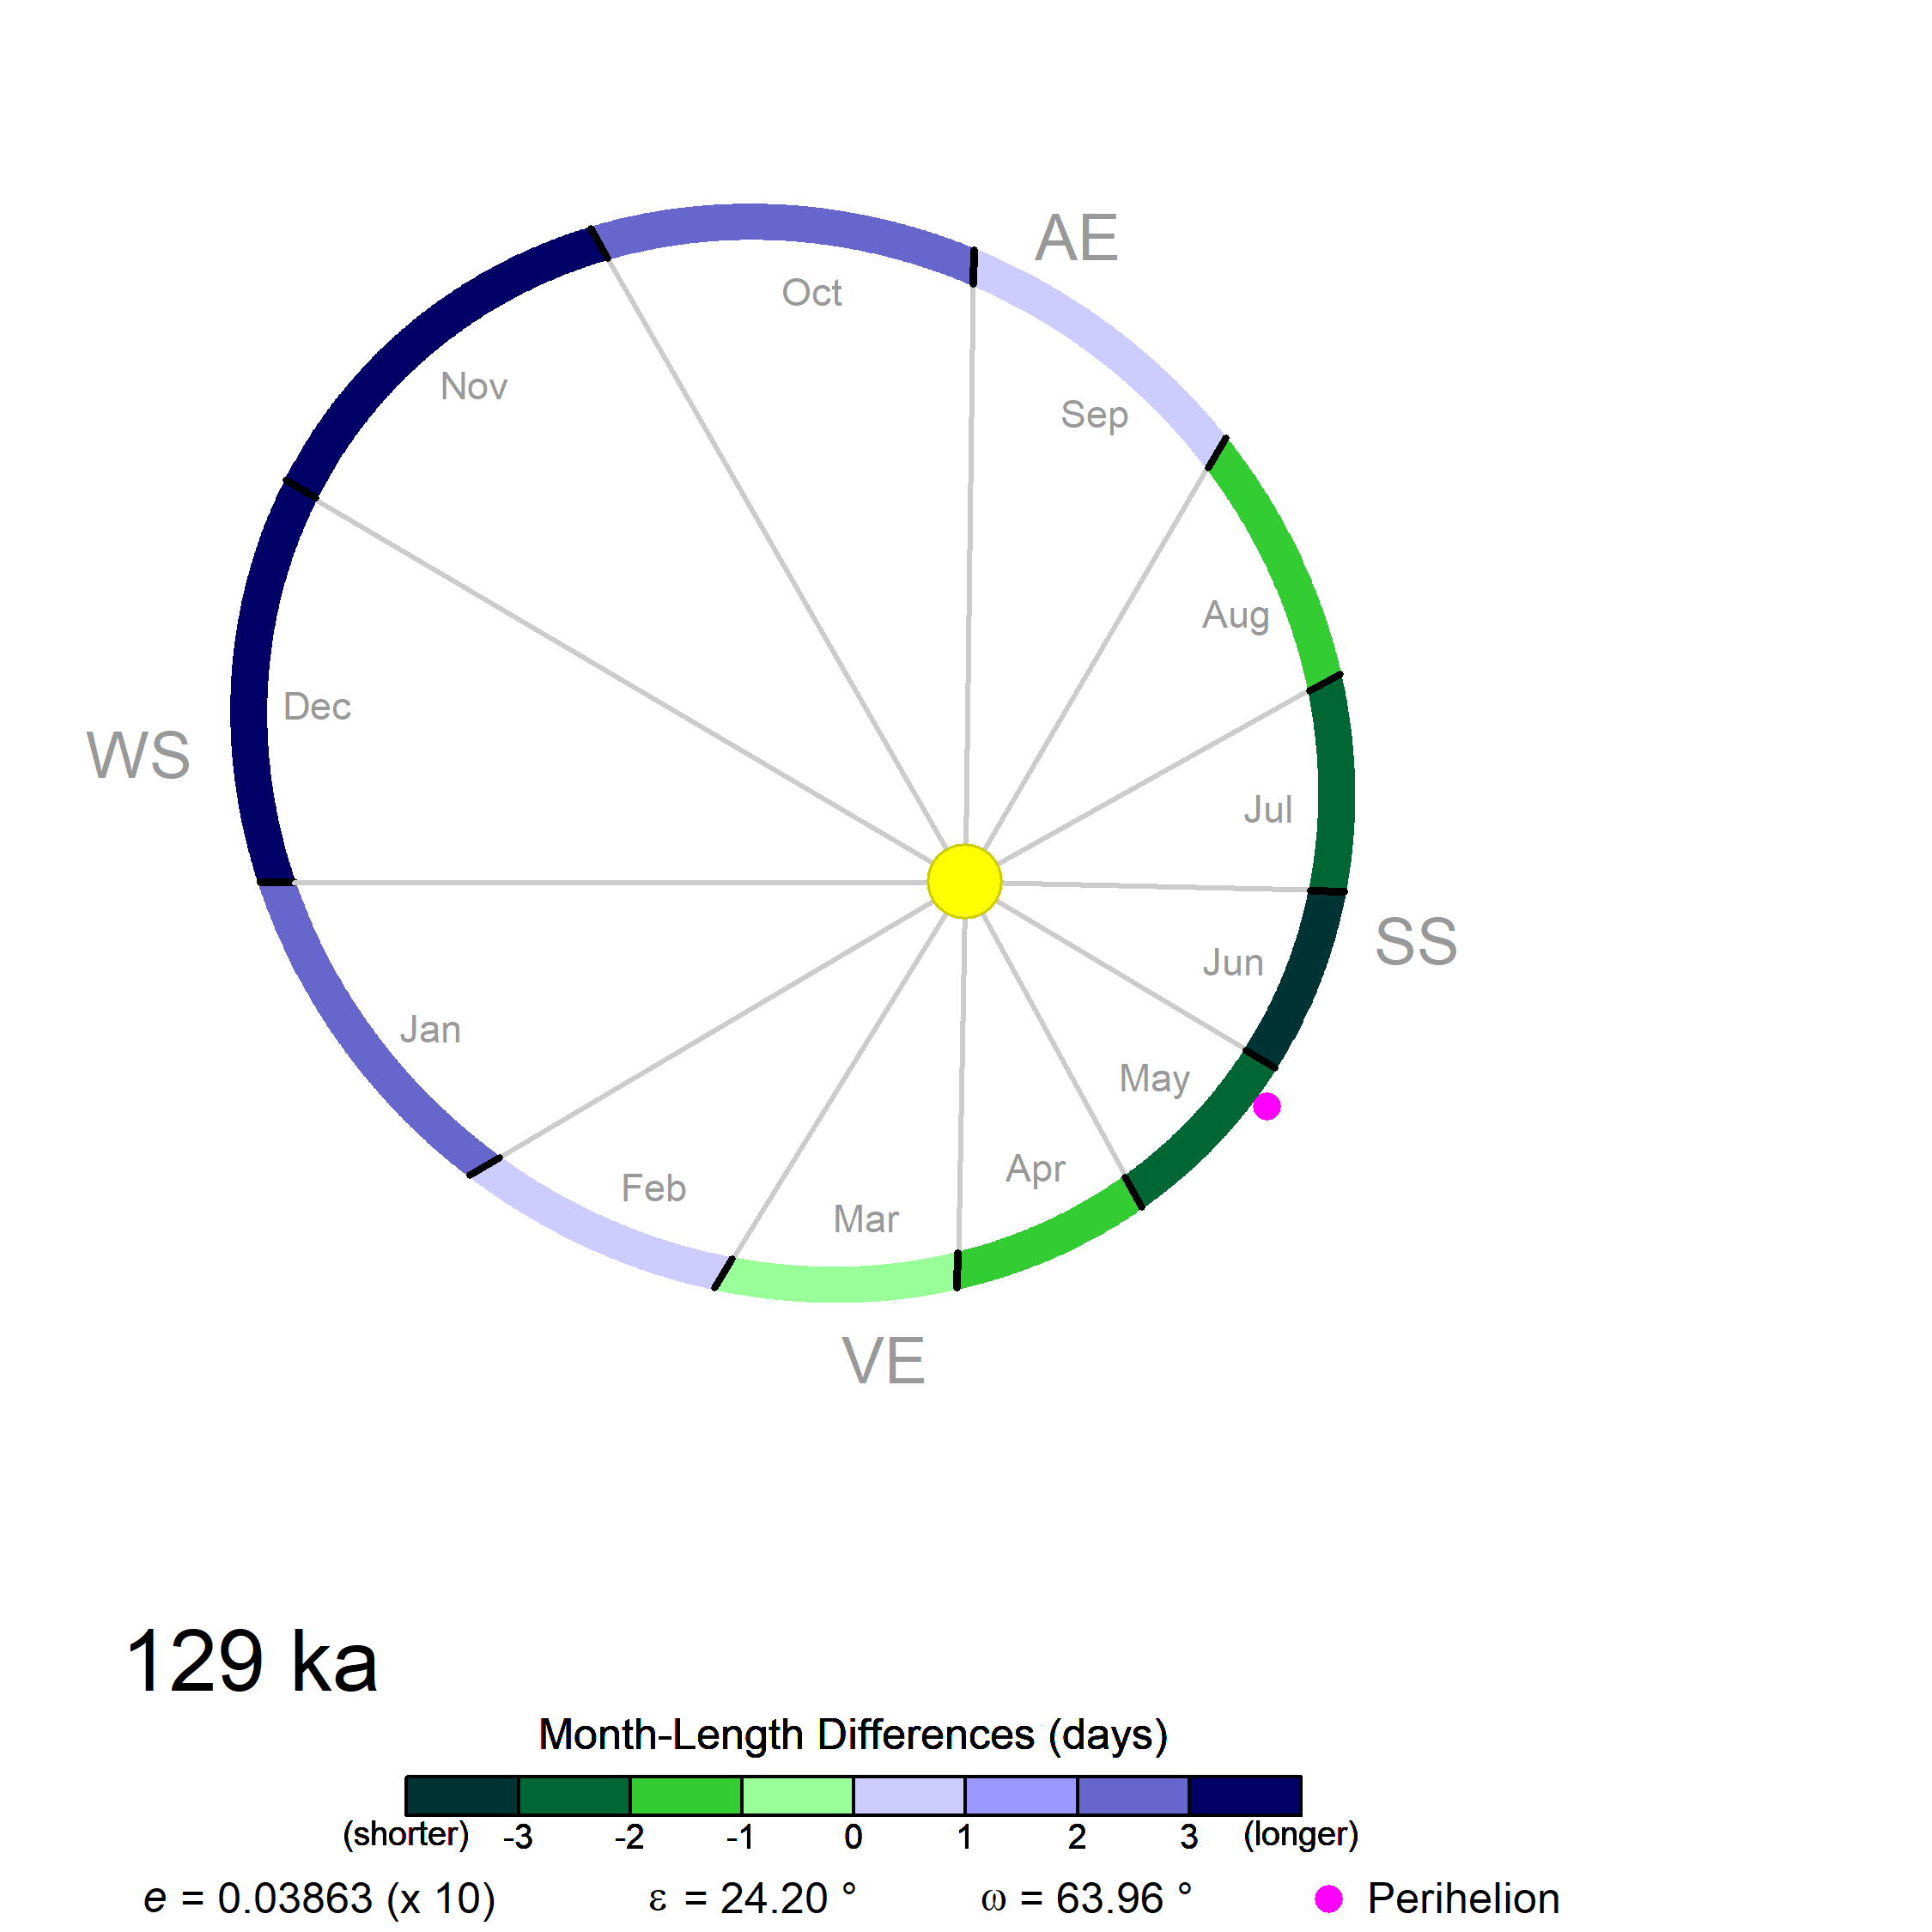 AE
Oct
Nov
Sep
Aug
Dec
WS
Jul
SS
Jun
Jan
May
Apr
Feb
Mar
VE
129 ka
Month-Length Differences (days)
(shorter) -3 -2 -1 0 1 2 3 (longer)
e = 0.03863 (x 10) ε = 24.20 ° ω = 63.96 ° Perihelion